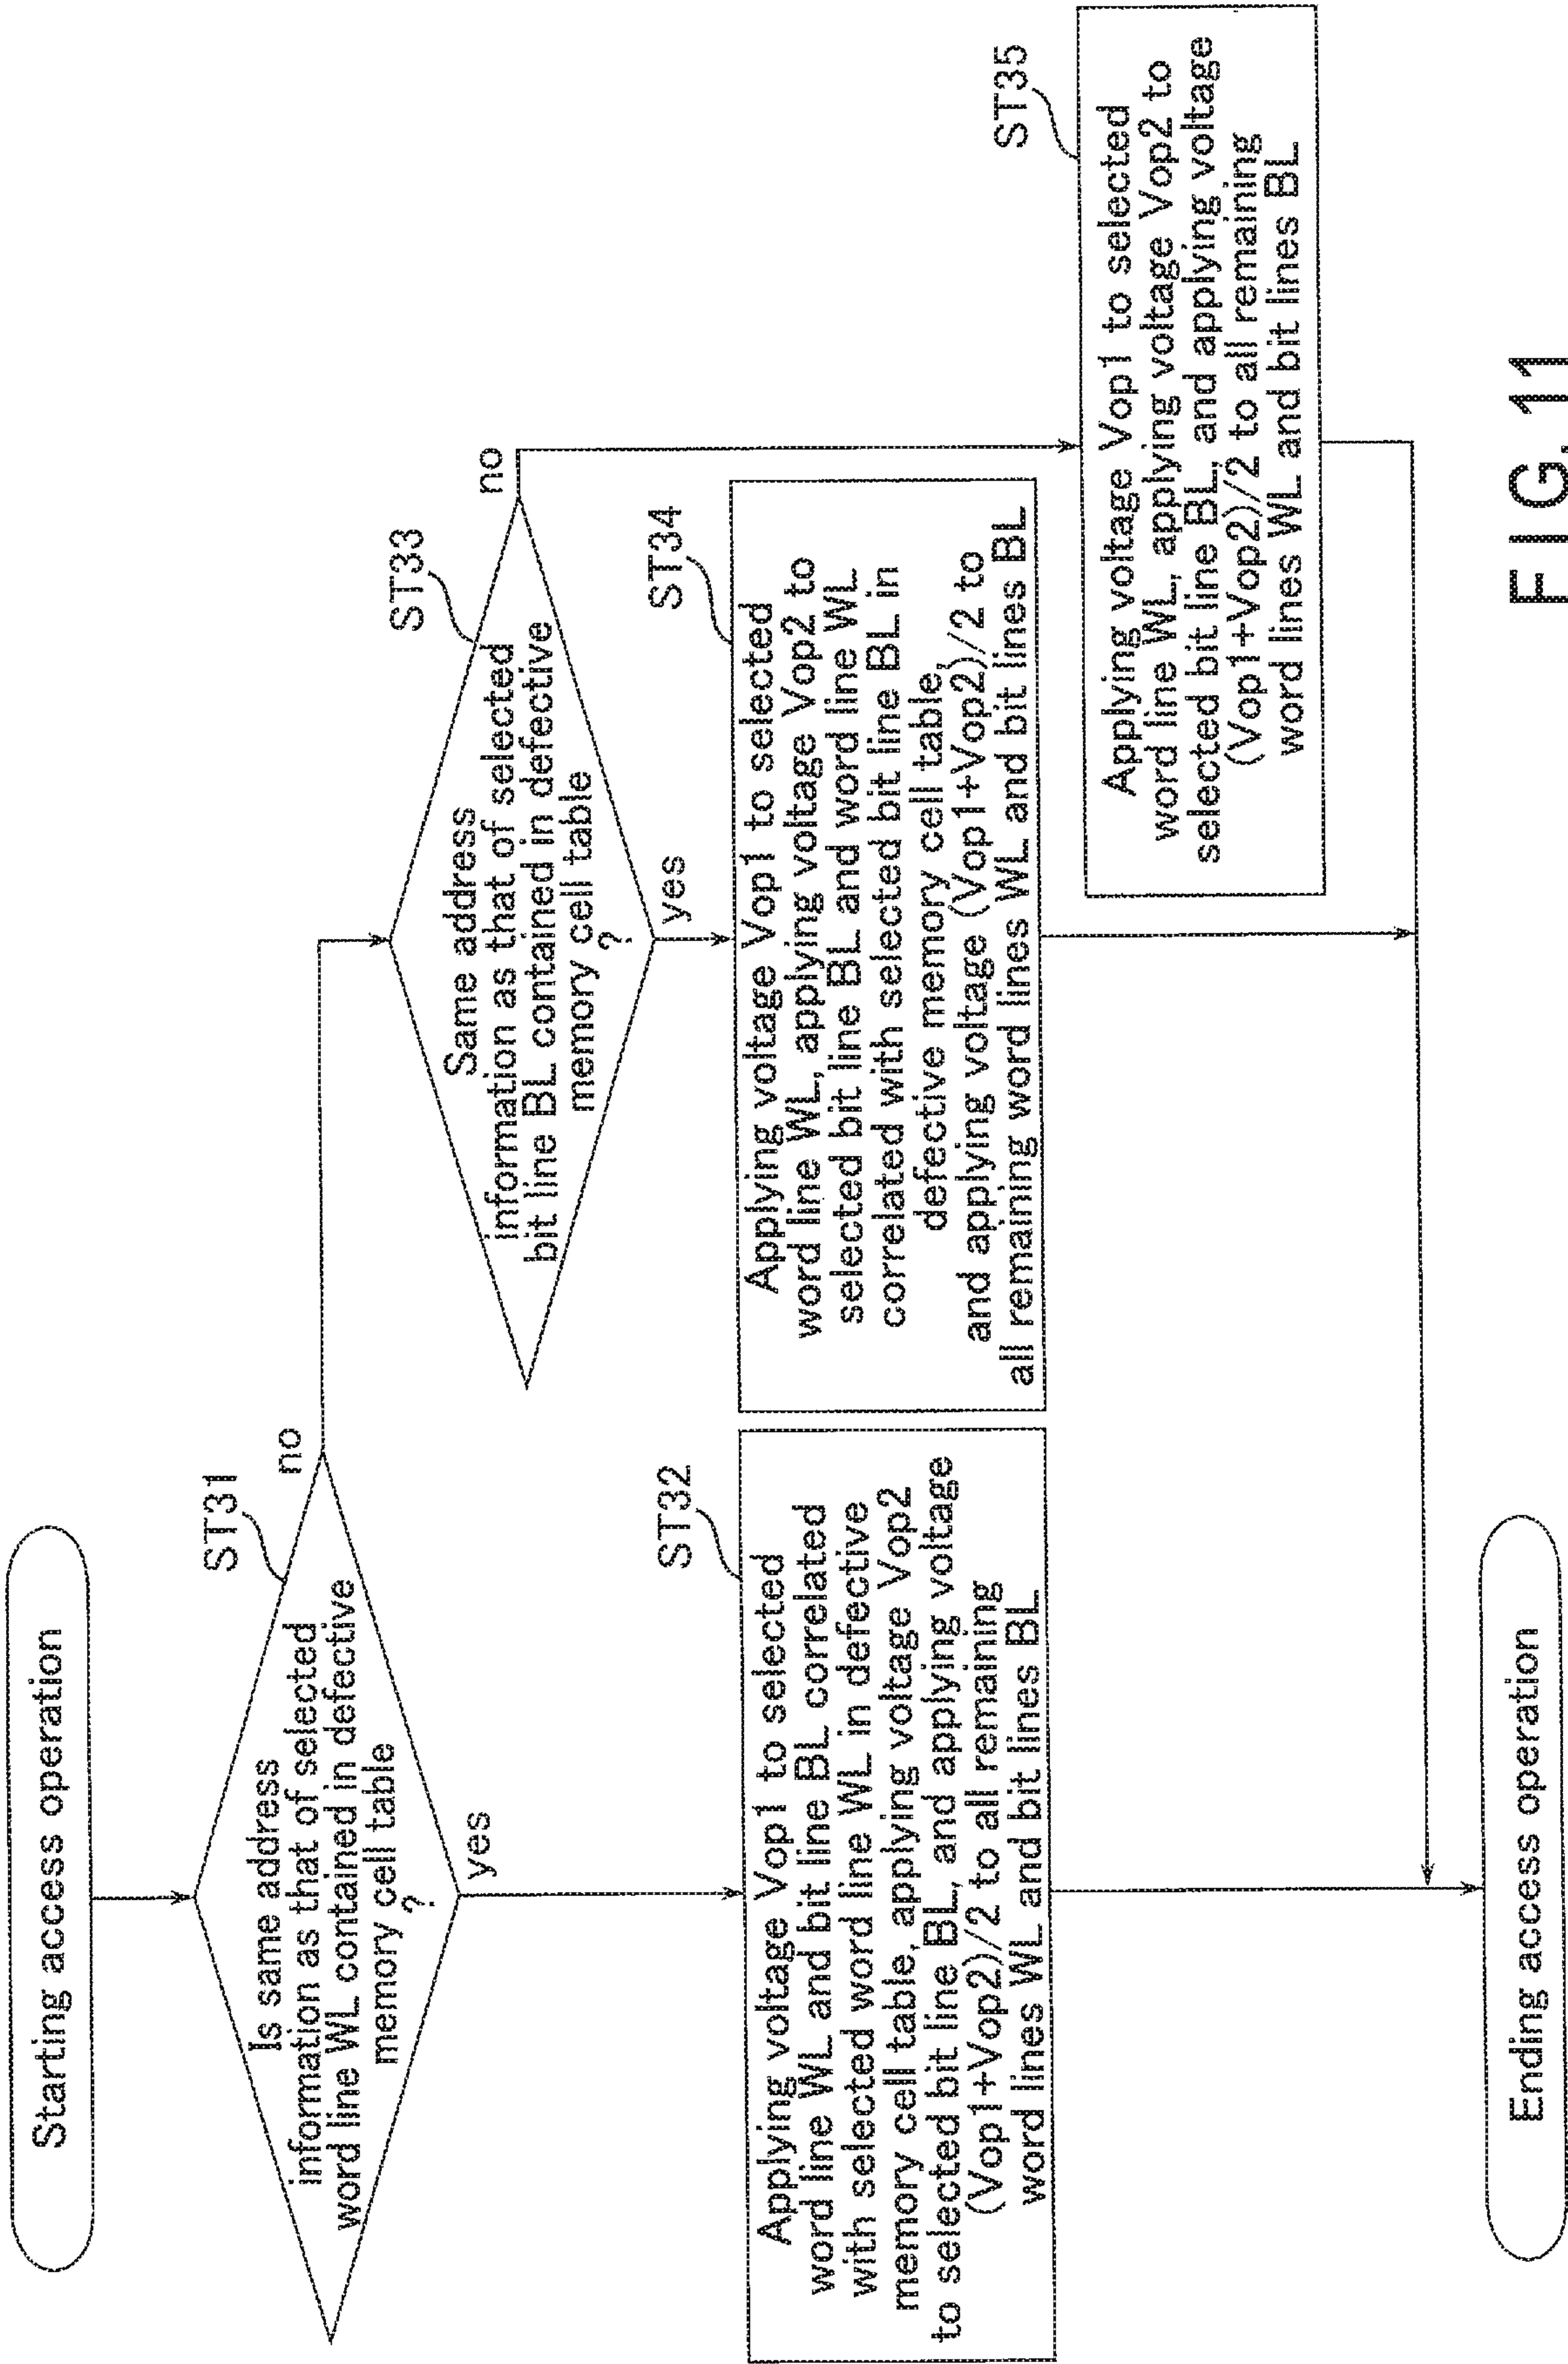 Starting access operation
ST31
Is same address
information as that of selected
word line WL contained in defective
memory cell table
?
no
yes
ST32
Applying voltage Vop1 to selected
word line WL and bit line BL correlated
with selected word line WL in defective
memory cell table, applying voltage Vop2
to selected bit line BL, and applying voltage
(Vop1+Vop2)/2 to all remaining
word lines WL and bit lines BL
ST33
Same address
information as that of selected
bit line BL contained in defective
memory cell table
?
no
yes
ST34
Applying voltage Vop1 to selected
word line WL, applying voltage Vop2 to
selected bit line BL and word line WL
correlated with selected bit line BL in
defective memory cell table,
and applying voltage (Vop1+Vop2)/2 to
all remaining word lines WL and bit lines BL
ST35
Applying voltage Vop1 to selected
word line WL, applying voltage Vop2 to
selected bit line BL, and applying voltage
(Vop1+Vop2)/2 to all remaining
word lines WL and bit lines BL
Ending access operation
FIG. 11